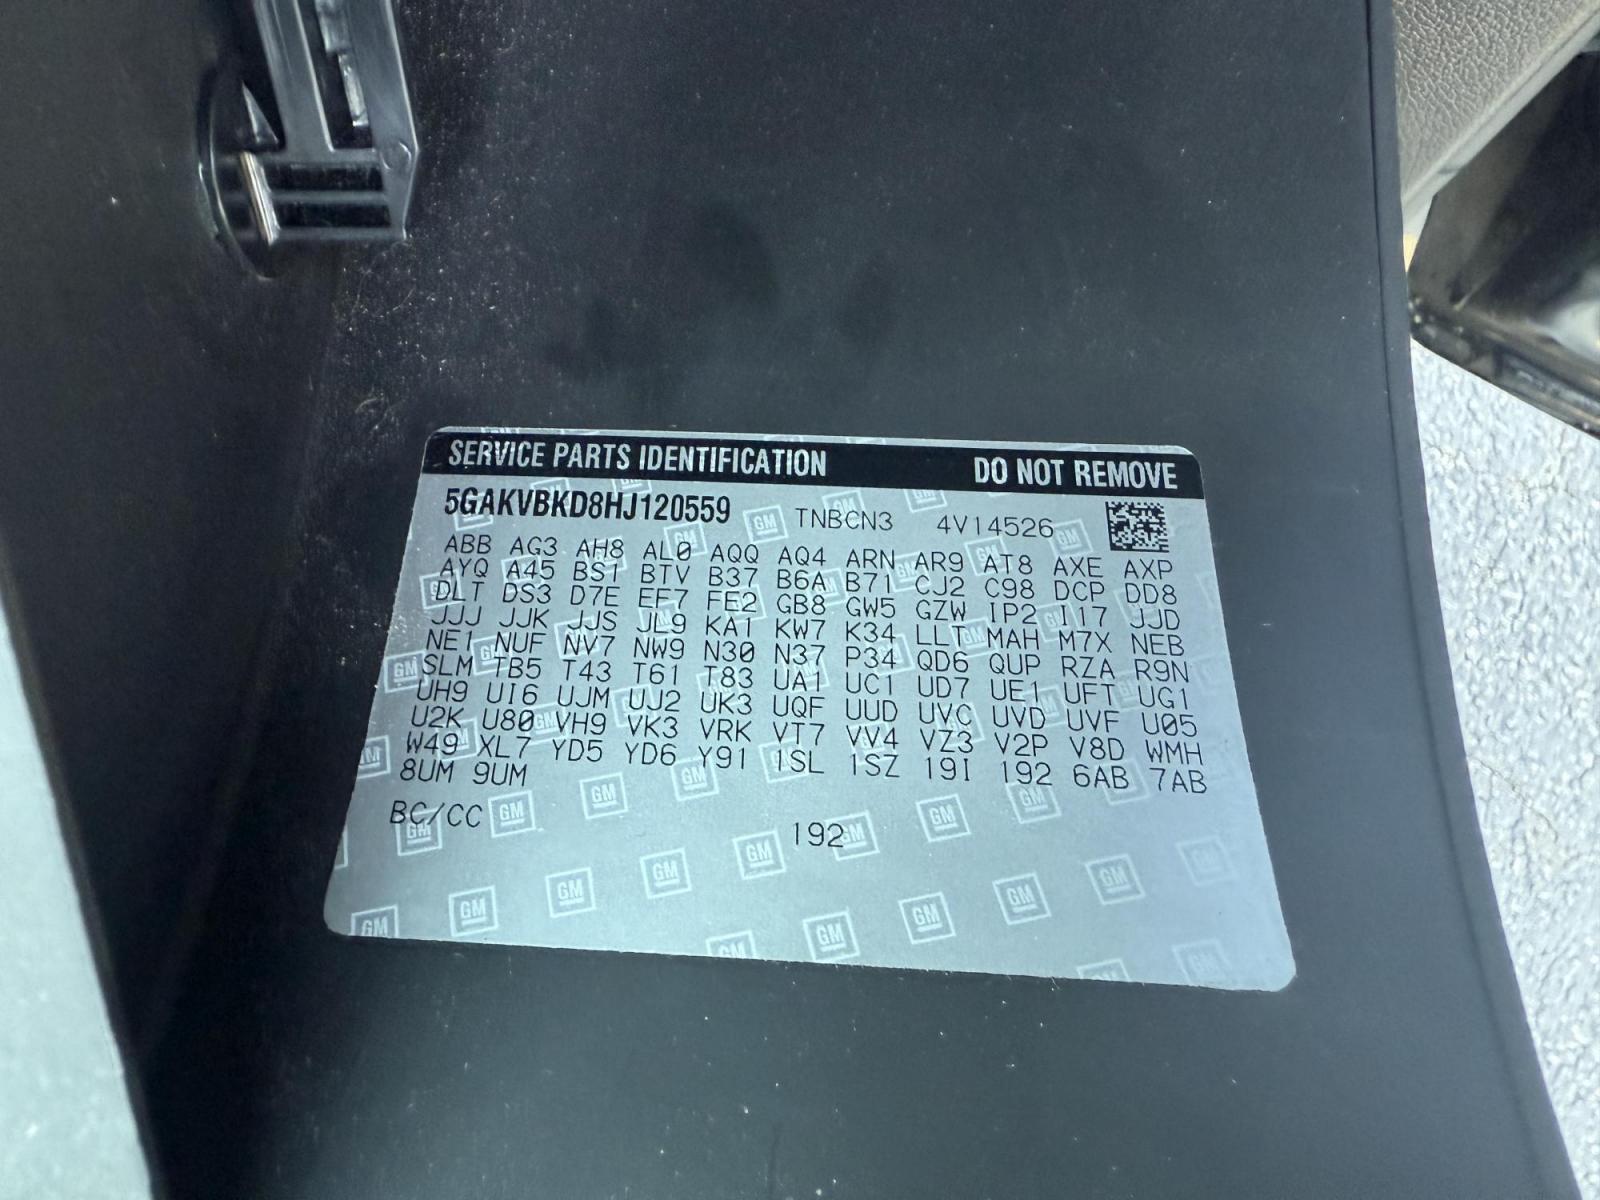 SERVICE PARTS IDENTIFICATION DO NOT REMOVE
5GAKVBKD8HJ120559 TNBCN3 4V14526
ABB AG3 AH8 AL0 AQQ AQ4 ARN AR9 AT8 AXE AXP
AYQ A45 BS1 BTV B37 B6A B71 CJ2 C98 DCP DD8
DLT DS3 D7E EF7 FE2 GB8 GW5 GZW IP2 I17 JJD
JJJ JJK JJS JL9 KA1 KW7 K34 LLT MAH M7X NEB
NE1 NUF NV7 NW9 N30 N37 P34 QD6 QUP RZA R9N
SLM TB5 T43 T61 T83 UA1 UC1 UD7 UE1 UFT UG1
UH9 UI6 UJM UJ2 UK3 UQF UUD UVC UVD UVF U05
U2K U80 VH9 VK3 VRK VT7 VV4 VZ3 V2P V8D WMH
W49 XL7 YD5 YD6 Y91 1SL 1SZ 19I 192 6AB 7AB
8UM 9UM
BC/CC 192